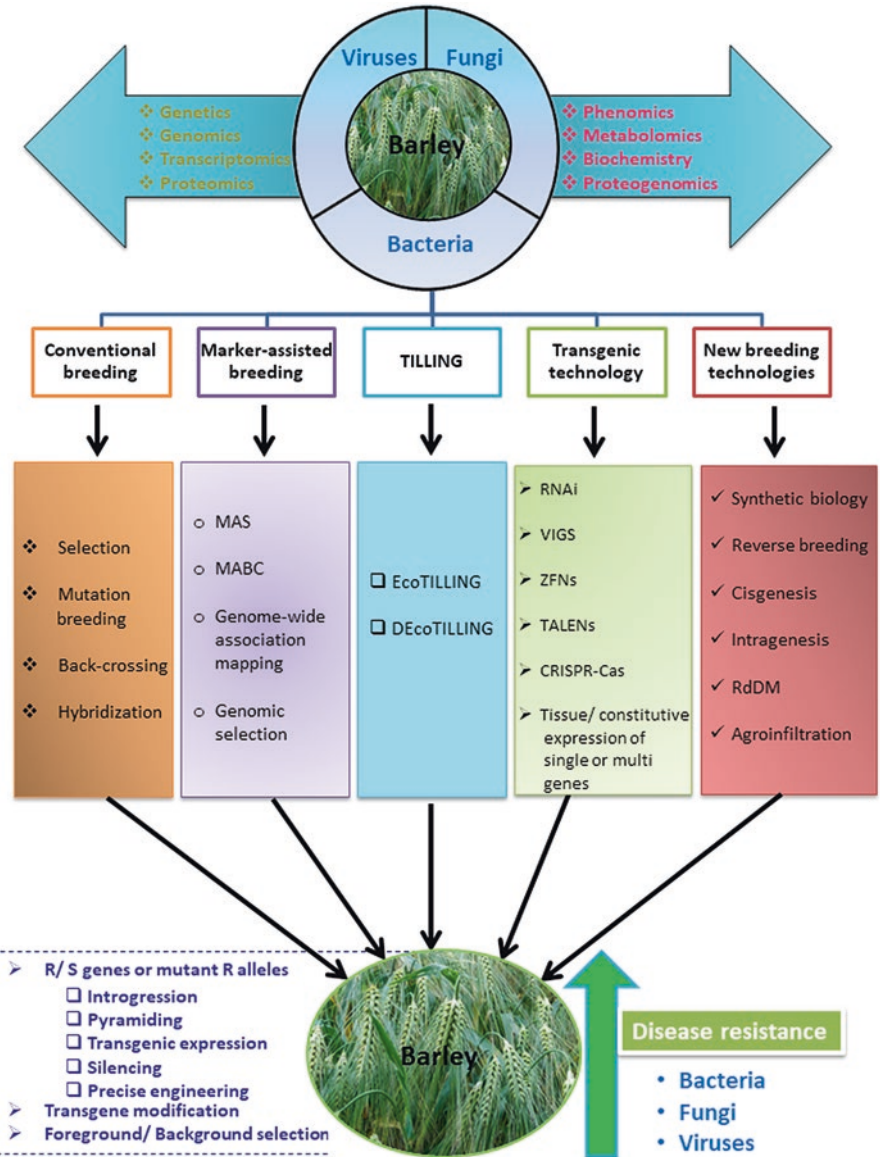 Viruses
Fungi
Barley
Bacteria
❖ Genetics
❖ Genomics
❖ Transcriptomics
❖ Proteomics
❖ Phenomics
❖ Metabolomics
❖ Biochemistry
❖ Proteogenomics
Conventional
breeding
Marker-assisted
breeding
TILLING
Transgenic
technology
New breeding
technologies
❖ Selection
❖ Mutation
breeding
❖ Back-crossing
❖ Hybridization
o MAS
o MABC
o Genome-wide
association
mapping
o Genomic
selection
❑ EcoTILLING
❑ DEcoTILLING
➢ RNAi
➢ VIGS
➢ ZFNs
➢ TALENs
➢ CRISPR-Cas
➢ Tissue/ constitutive
expression of
single or multi
genes
✓ Synthetic biology
✓ Reverse breeding
✓ Cisgenesis
✓ Intragenesis
✓ RdDM
✓ Agroinfiltration
➢ R/ S genes or mutant R alleles
❑ Introgression
❑ Pyramiding
❑ Transgenic expression
❑ Silencing
❑ Precise engineering
➢ Transgene modification
➢ Foreground/ Background selection
Barley
Disease resistance
• Bacteria
• Fungi
• Viruses